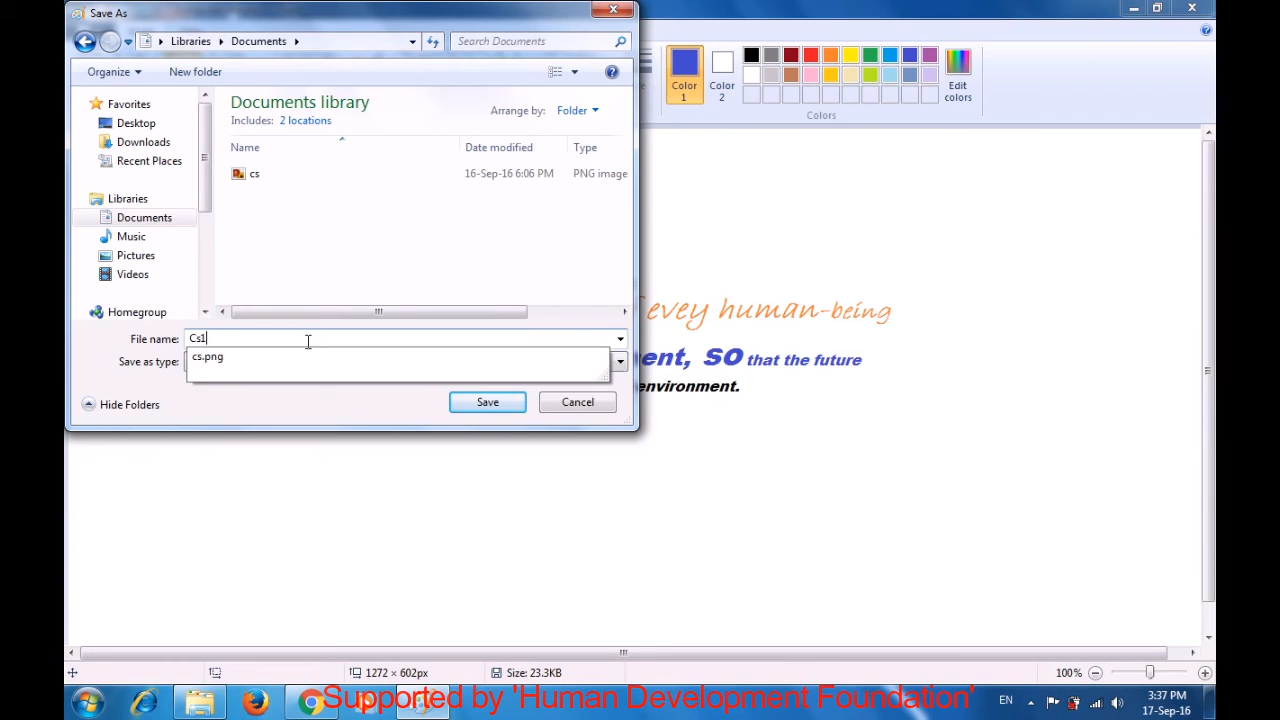 Save As
Libraries
Documents
Search Documents
Organize
New folder
Favorites
Desktop
Downloads
Recent Places
Libraries
Documents
Music
Pictures
Videos
Homegroup
Documents library
Includes: 2 locations
Arrange by: Folder
Name
Date modified
Type
cs
16-Sep-16 6:06 PM
PNG image
File name: Cs1
cs.png
Save as type:
Hide Folders
Save
Cancel
Color 1
Color 2
Edit colors
Colors
evey human-being
ent, SO that the future
environment.
1272 × 602px
Size: 23.3KB
100%
Supported by 'Human Development Foundation'
EN
3:37 PM
17-Sep-16